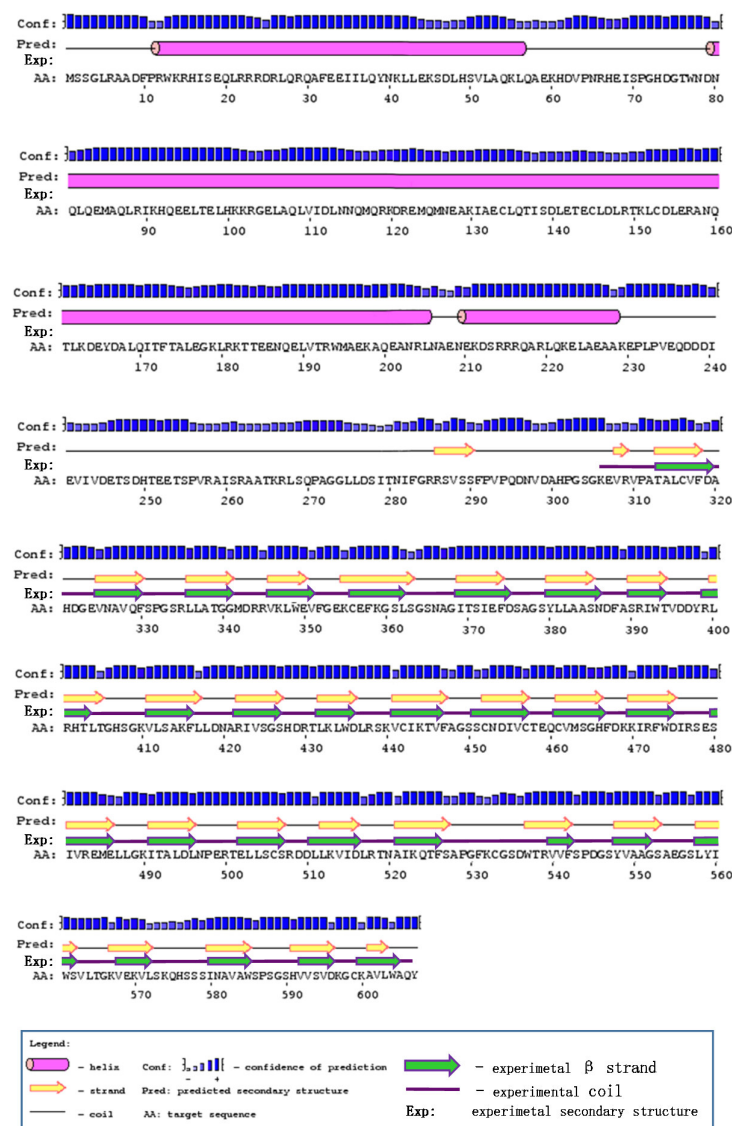 Conf:
Pred:
Exp:
AA: MSSGLRAADFPRWKRHISEQLRRRDRLQRQAFEEIILQYNKLLEKSDLHSVLAQKLQAEKHDVPNRHEISPGHDGTWNDN
10 20 30 40 50 60 70 80
Conf:
Pred:
Exp:
AA: QLQEMAQLRIKHQEELTELHKKRGELAQLVIDLNNQMQRKDREMQMNEAKIAECLQTISDLETECLDLRTKLCDLERANQ
90 100 110 120 130 140 150 160
Conf:
Pred:
Exp:
AA: TLKDEYDALQITFTALEGKLRKTTEENQELVTRWMAEKAQEANRLNAENEKDSRRRQARLQKELAEAAKEPLPVEQDDDI
170 180 190 200 210 220 230 240
Conf:
Pred:
Exp:
AA: EVIVDETSDHTEETSPVRAISRAATKRLSQPAGGLLDSITNIFGRRSVSSFPVPQDNVDAHPGSGKEVRVPATALCVFDA
250 260 270 280 290 300 310 320
Conf:
Pred:
Exp:
AA: HDGEVNAVQFSPGSRLLATGGMDRRVKLWEVFGEKCEFKGSLSGSNAGITSIEFDSAGSYLLAASNDFASRIWTVDDYRL
330 340 350 360 370 380 390 400
Conf:
Pred:
Exp:
AA: RHTLTGHSGKVLSAKFLLDNARIVSGSHDRTLKLWDLRSKVCIKTVFAGSSCNDIVCTEQCVMSGHFDKKIRFWDIRSES
410 420 430 440 450 460 470 480
Conf:
Pred:
Exp:
AA: IVREMELLGKITALDLNPERTELLSCSRDDLLKVIDLRTNAIKQTFSAPGFKCGSDWTRVVFSPDGSYVAAGSAEGSLYI
490 500 510 520 530 540 550 560
Conf:
Pred:
Exp:
AA: WSVLTGKVEKVLSKQHSSSINAVAWSPSGSHVVSVDKGCKAVLWAQY
570 580 590 600
Legend:
- helix Conf: - + - confidence of prediction - experimetal β strand
- strand Pred: predicted secondary structure - experimental coil
- coil AA: target sequence Exp: experimetal secondary structure